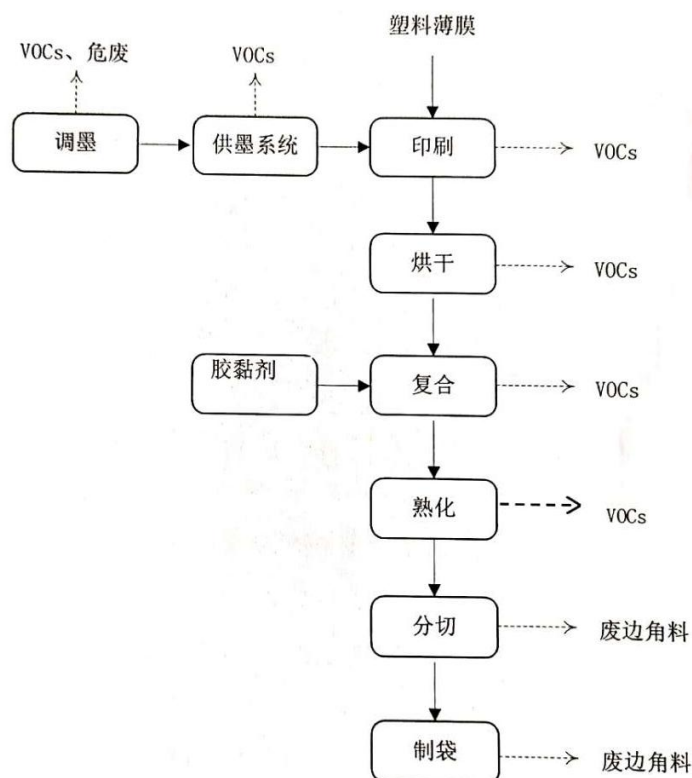 塑料薄膜
VOCs、危废
VOCs
调墨
供墨系统
印刷
VOCs
烘干
VOCs
胶黏剂
复合
VOCs
熟化
VOCs
分切
废边角料
制袋
废边角料